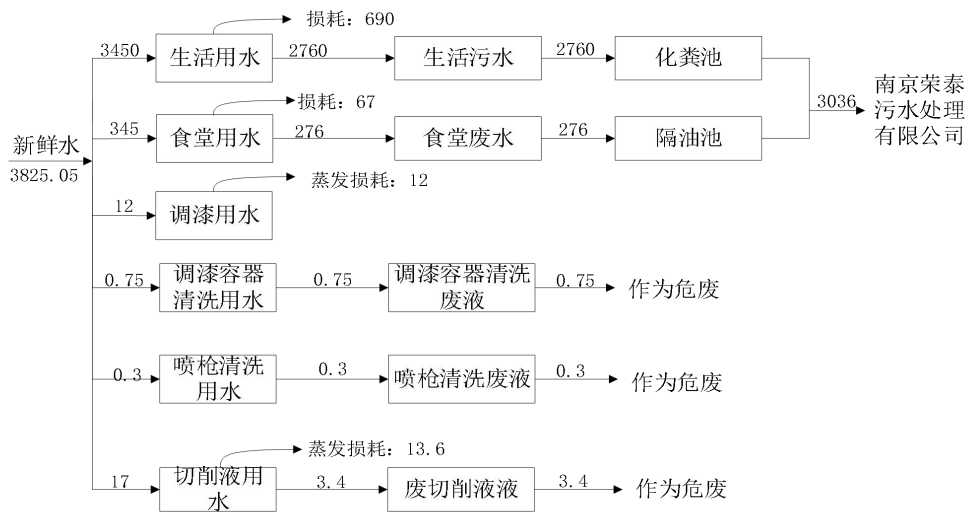 损耗：690
3450
生活用水
2760
生活污水
2760
化粪池
损耗：67
345
食堂用水
276
食堂废水
276
隔油池
3036
南京荣泰
污水处理
有限公司
新鲜水
3825.05
蒸发损耗：12
12
调漆用水
0.75
调漆容器
清洗用水
0.75
调漆容器清洗
废液
0.75
作为危废
0.3
喷枪清洗
用水
0.3
喷枪清洗废液
0.3
作为危废
蒸发损耗：13.6
17
切削液用
水
3.4
废切削液液
3.4
作为危废